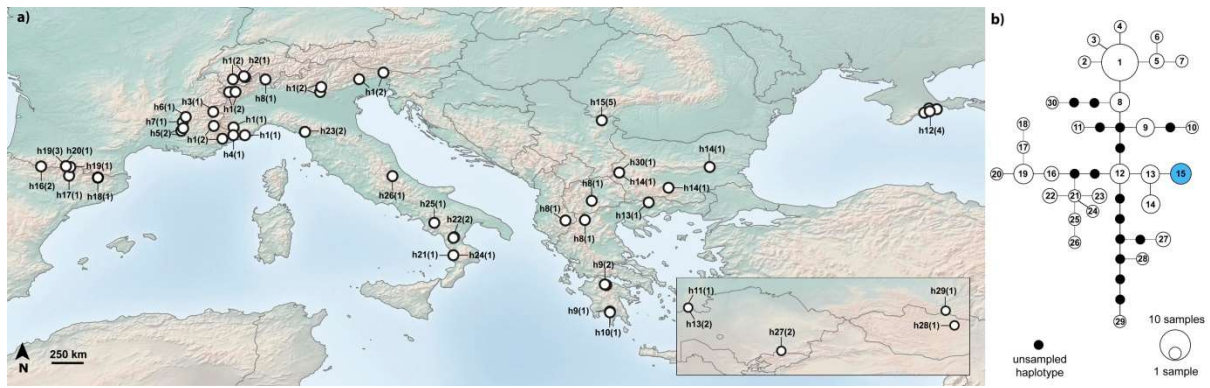 a)
h1(2) h2(1)
h8(1)
h1(2)
h1(2)
h1(2)
h6(1) h3(1)
h7(1)
h5(2)
h1(1)
h1(2)
h4(1)
h1(1)
h23(2)
h15(5)
h12(4)
h19(3) h20(1)
h19(1)
h16(2)
h17(1)
h18(1)
h26(1)
h25(1)
h22(2)
h21(1) h24(1)
h30(1)
h14(1)
h8(1)
h14(1)
h13(1)
h8(1)
h8(1)
h9(2)
h9(1)
h10(1)
h11(1)
h13(2)
h27(2)
h29(1)
h28(1)
N
250 km
b)
4
3
6
2 1 5 7
30 8
11 9 10
18
17
20 19 16 12 13 15
22 21 23 14
24
25
26
27
28
29
10 samples
unsampled
haplotype
1 sample